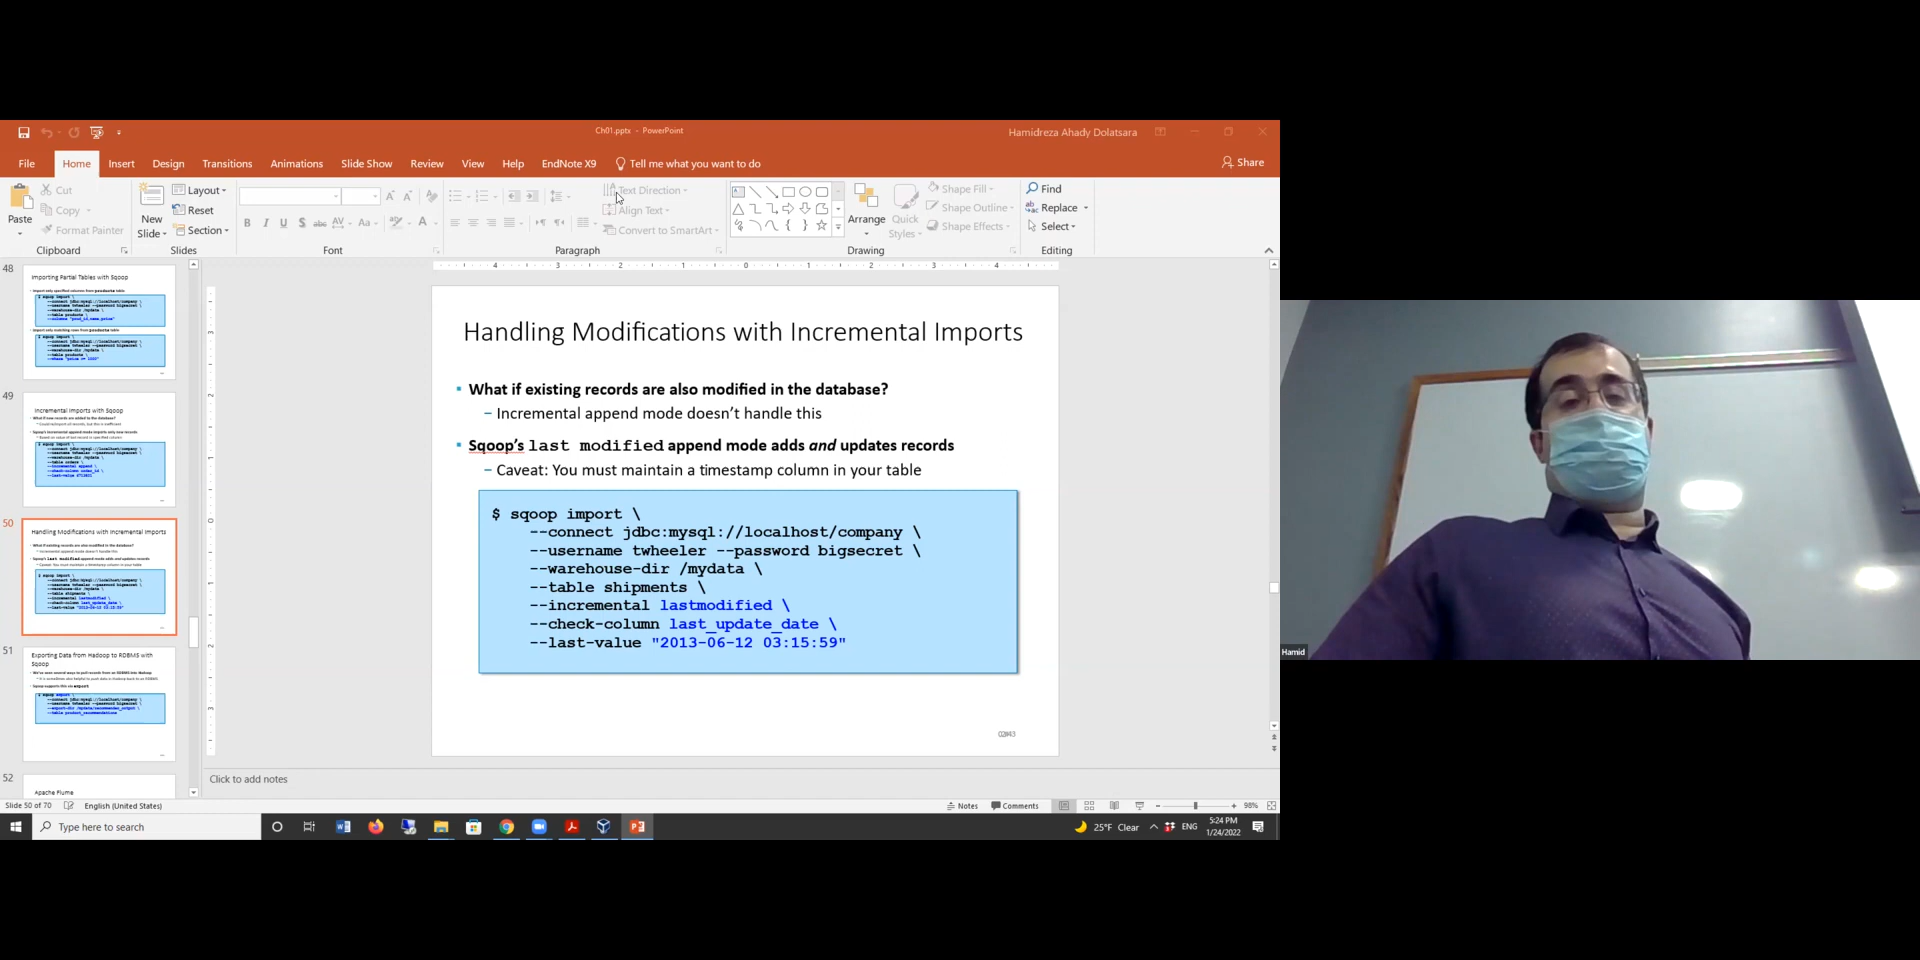 Ch01.pptx - PowerPoint
Hamidreza Ahady Dolatsara
File Home Insert Design Transitions Animations Slide Show Review View Help EndNote X9 Tell me what you want to do Share
Paste
Cut
Copy
Format Painter
Clipboard
New Slide
Layout
Reset
Section
Slides
Font
Text Direction
Align Text
Convert to SmartArt
Paragraph
Arrange
Quick Styles
Shape Fill
Shape Outline
Shape Effects
Drawing
Find
Replace
Select
Editing
48
Importing Partial Tables with Sqoop
49
Incremental Imports with Sqoop
50
Handling Modifications with Incremental Imports
51
Exporting Data from Hadoop to RDBMS with Sqoop
52
Apache Flume
Handling Modifications with Incremental Imports
What if existing records are also modified in the database?
– Incremental append mode doesn’t handle this
Sqoop’s last modified append mode adds and updates records
– Caveat: You must maintain a timestamp column in your table
$ sqoop import \
--connect jdbc:mysql://localhost/company \
--username twheeler --password bigsecret \
--warehouse-dir /mydata \
--table shipments \
--incremental lastmodified \
--check-column last_update_date \
--last-value "2013-06-12 03:15:59"
Click to add notes
Slide 50 of 70 English (United States) Notes Comments 98%
Type here to search
25°F Clear ENG
5:24 PM
1/24/2022
Hamid